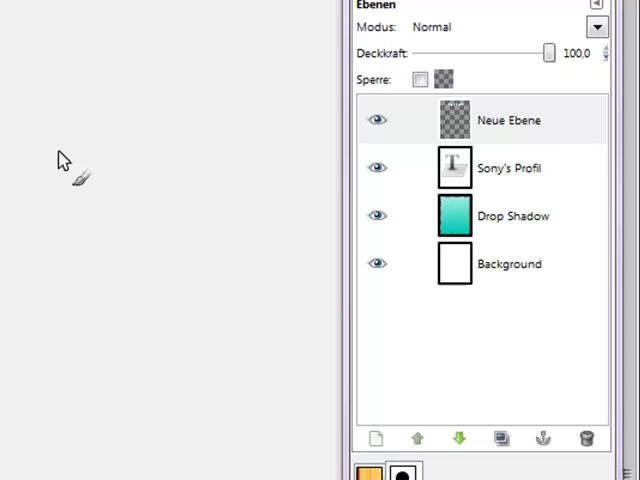 Ebenen
Modus: Normal
Deckkraft: 100,0
Sperre:
Neue Ebene
Sony's Profil
Drop Shadow
Background